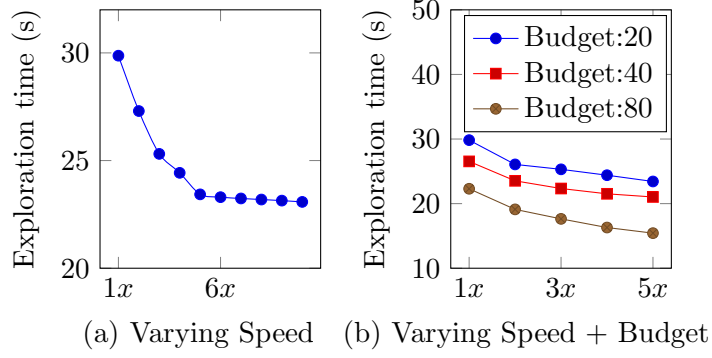 Exploration time (s)
30
25
20
1x
6x
(a) Varying Speed
Exploration time (s)
50
40
30
20
10
1x
3x
5x
Budget:20
Budget:40
Budget:80
(b) Varying Speed + Budget